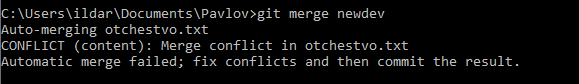 C:\Users\ildar\Documents\Pavlov>git merge newdev
Auto-merging otchestvo.txt
CONFLICT (content): Merge conflict in otchestvo.txt
Automatic merge failed; fix conflicts and then commit the result.